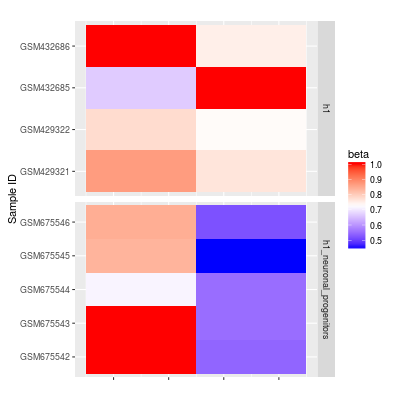 GSM432686
GSM432685
GSM429322
GSM429321
h1
GSM675546
GSM675545
GSM675544
GSM675543
GSM675542
h1_neuronal_progenitors
Sample ID
beta
1.0
0.9
0.8
0.7
0.6
0.5